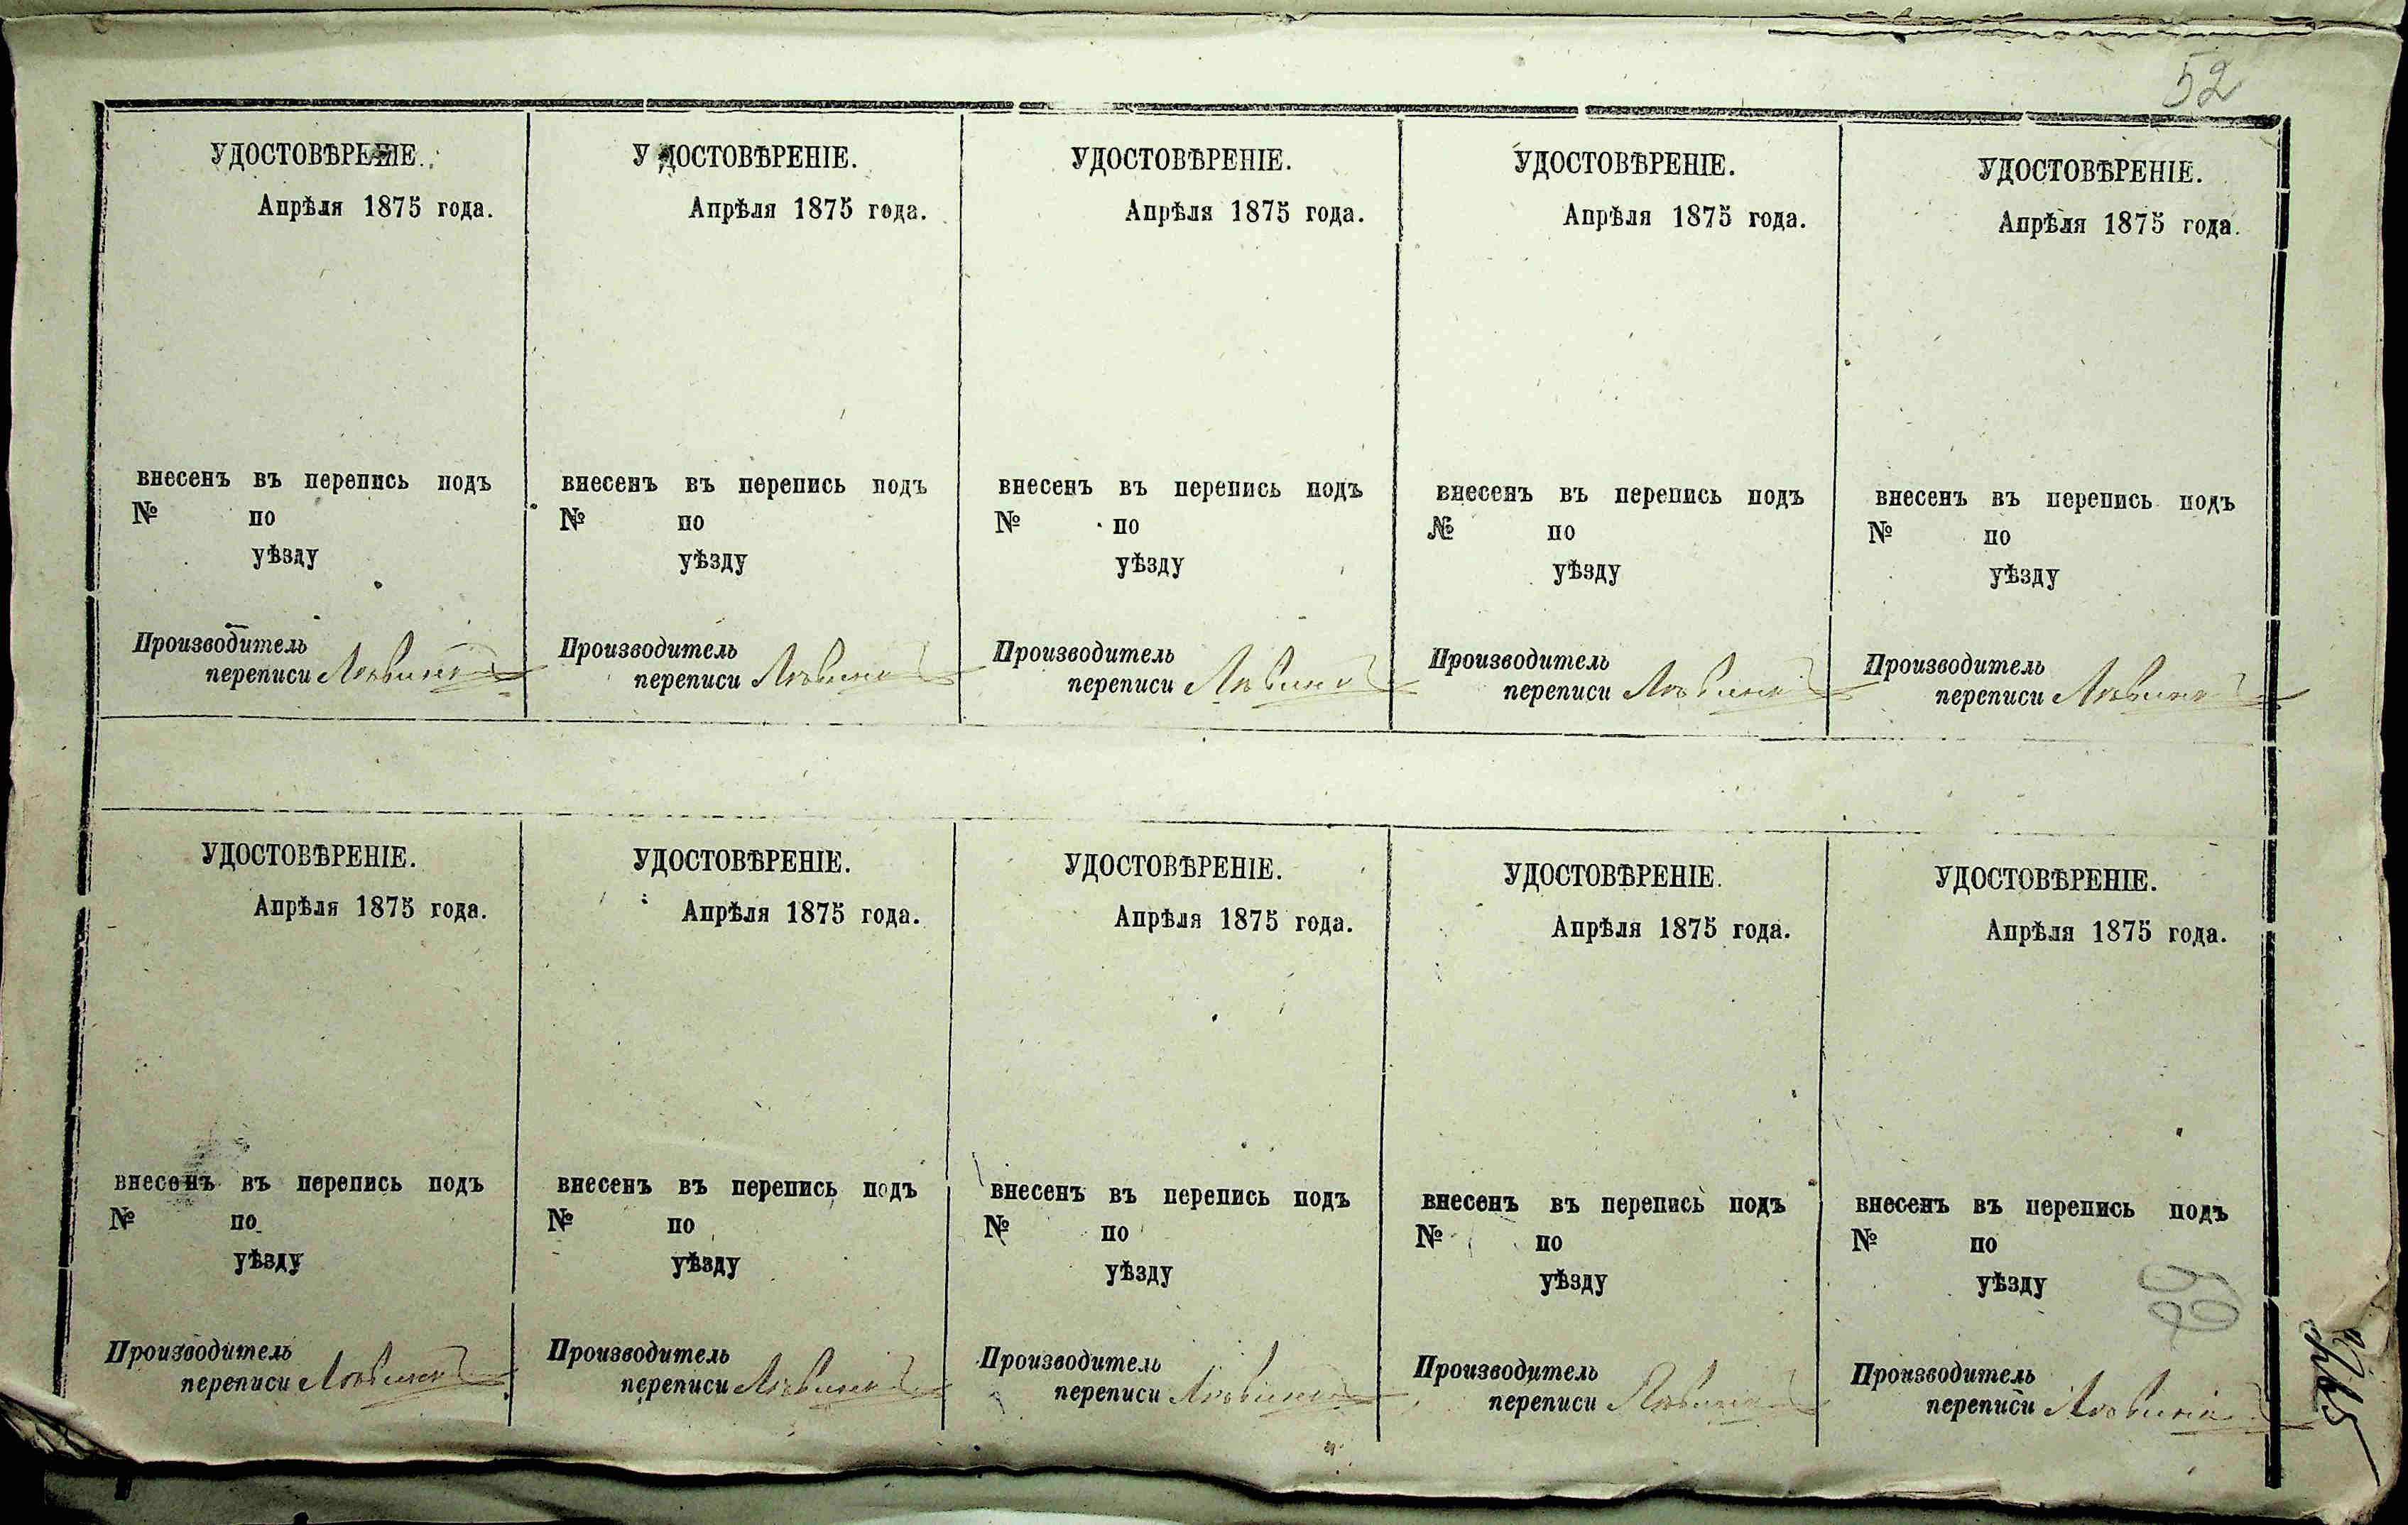 52
УДОСТОВѢРЕНІЕ.
Апрѣля 1875 года.
внесенъ въ перепись подъ
№ по
уѣзду
Производитель
переписи
УДОСТОВѢРЕНІЕ.
Апрѣля 1875 года.
внесенъ въ перепись подъ
№ по
уѣзду
Производитель
переписи
УДОСТОВѢРЕНІЕ.
Апрѣля 1875 года.
внесенъ въ перепись подъ
№ по
уѣзду
Производитель
переписи
УДОСТОВѢРЕНІЕ.
Апрѣля 1875 года.
внесенъ въ перепись подъ
№ по
уѣзду
Производитель
переписи
УДОСТОВѢРЕНІЕ.
Апрѣля 1875 года.
внесенъ въ перепись подъ
№ по
уѣзду
Производитель
переписи
УДОСТОВѢРЕНІЕ.
Апрѣля 1875 года.
внесенъ въ перепись подъ
№ по
уѣзду
Производитель
переписи
УДОСТОВѢРЕНІЕ.
Апрѣля 1875 года.
внесенъ въ перепись подъ
№ по
уѣзду
Производитель
переписи
УДОСТОВѢРЕНІЕ.
Апрѣля 1875 года.
внесенъ въ перепись подъ
№ по
уѣзду
Производитель
переписи
УДОСТОВѢРЕНІЕ.
Апрѣля 1875 года.
внесенъ въ перепись подъ
№ по
уѣзду
Производитель
переписи
УДОСТОВѢРЕНІЕ.
Апрѣля 1875 года.
внесенъ въ перепись подъ
№ по
уѣзду
Производитель
переписи